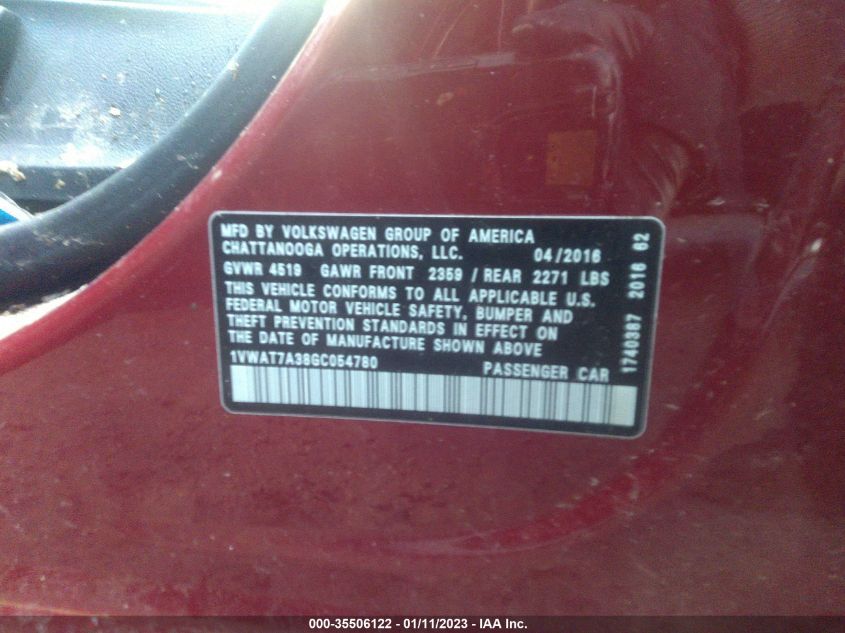 MFD BY VOLKSWAGEN GROUP OF AMERICA
CHATTANOOGA OPERATIONS, LLC. 04/2016
GVWR 4519 GAWR FRONT 2359 / REAR 2271 LBS
THIS VEHICLE CONFORMS TO ALL APPLICABLE U.S.
FEDERAL MOTOR VEHICLE SAFETY, BUMPER AND
THEFT PREVENTION STANDARDS IN EFFECT ON
THE DATE OF MANUFACTURE SHOWN ABOVE
1VWAT7A38GC054780 PASSENGER CAR
1740387 2016 62
000-35506122 - 01/11/2023 - IAA Inc.